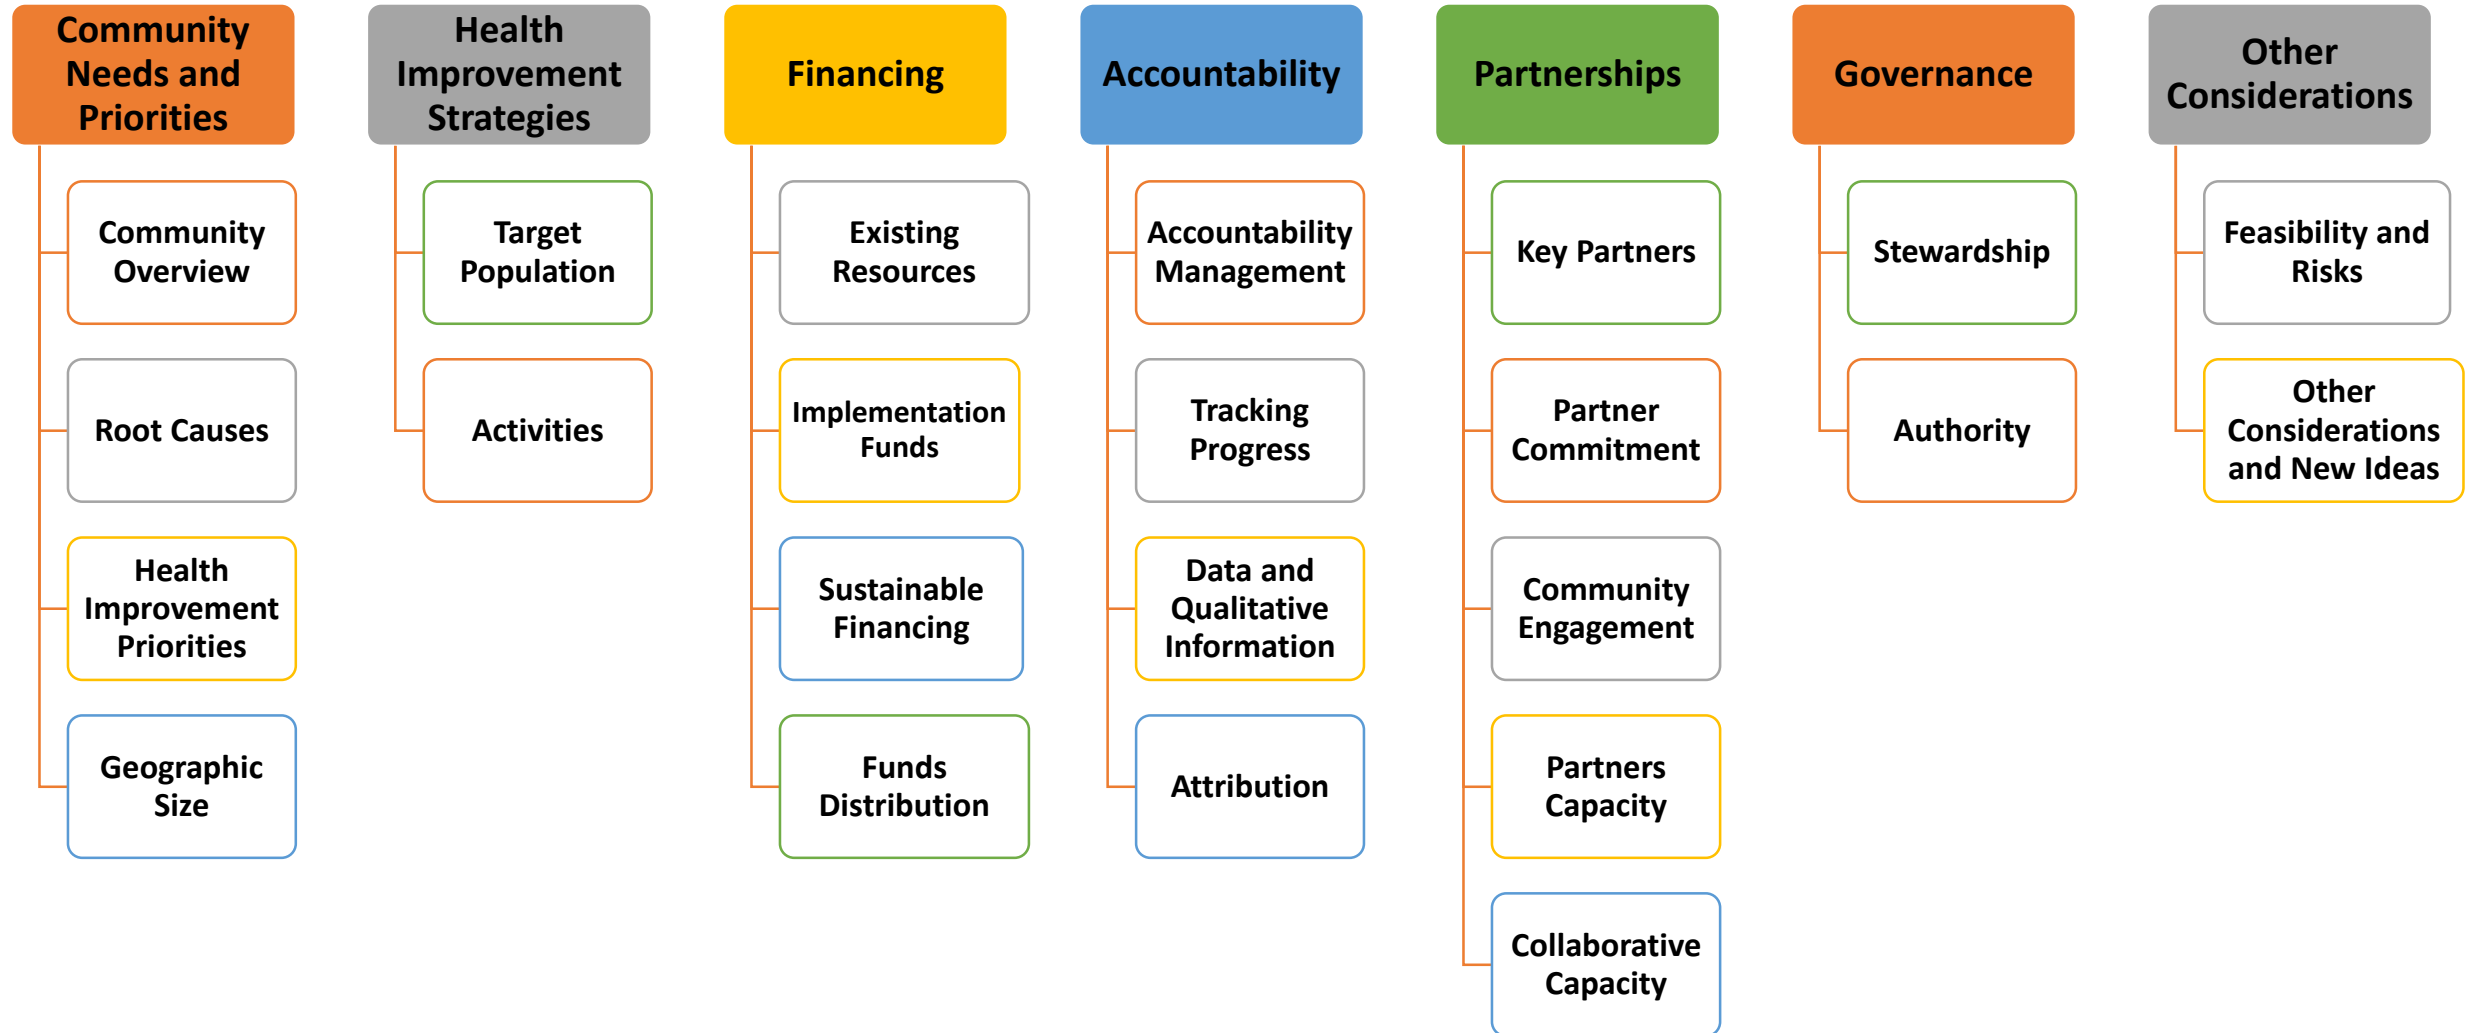 Community
Needs and
Priorities
Community
Overview
Root Causes
Health
Improvement
Priorities
Geographic
Size
Health
Improvement
Strategies
Target
Population
Activities
Financing
Existing
Resources
Implementation
Funds
Sustainable
Financing
Funds
Distribution
Accountability
Accountability
Management
Tracking
Progress
Data and
Qualitative
Information
Attribution
Partnerships
Key Partners
Partner
Commitment
Community
Engagement
Partners
Capacity
Collaborative
Capacity
Governance
Stewardship
Authority
Other
Considerations
Feasibility and
Risks
Other
Considerations
and New Ideas